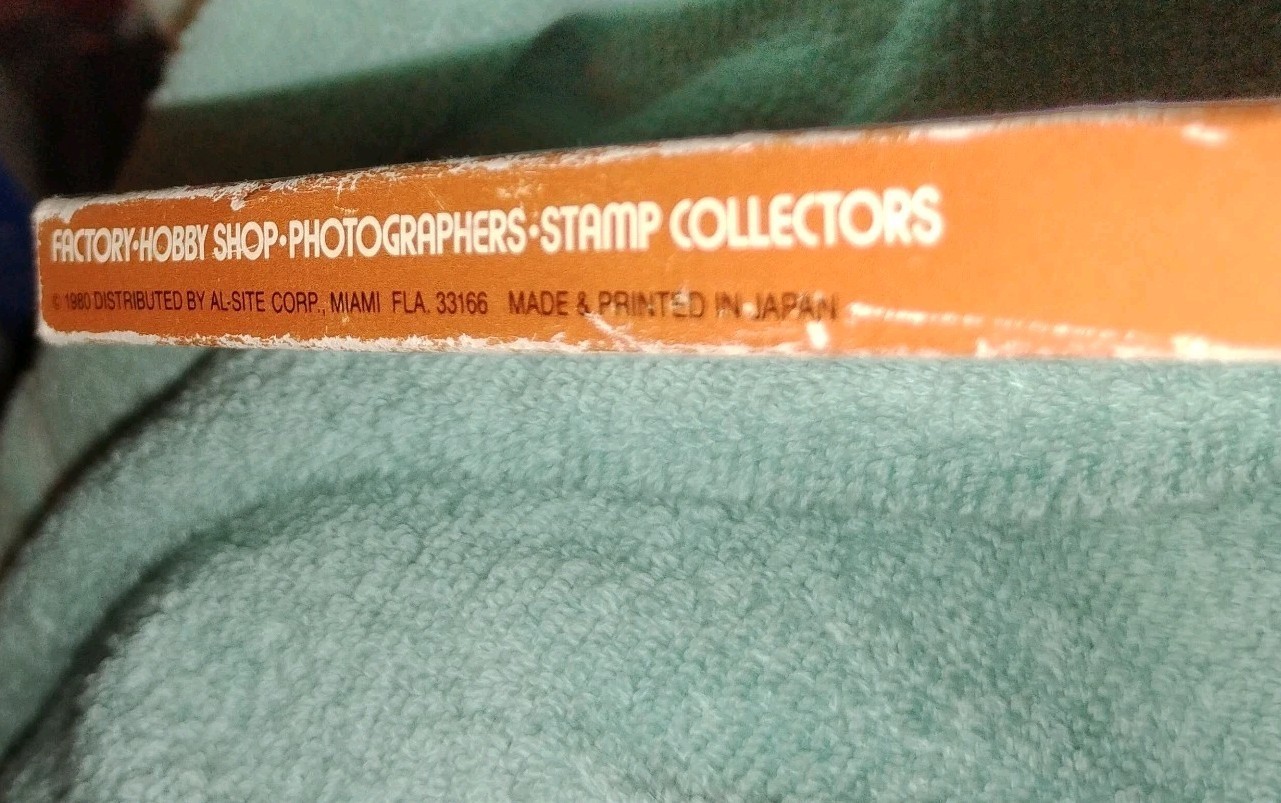 FACTORY•HOBBY SHOP•PHOTOGRAPHERS•STAMP COLLECTORS
© 1980 DISTRIBUTED BY AL-SITE CORP., MIAMI FLA. 33166 MADE & PRINTED IN JAPAN